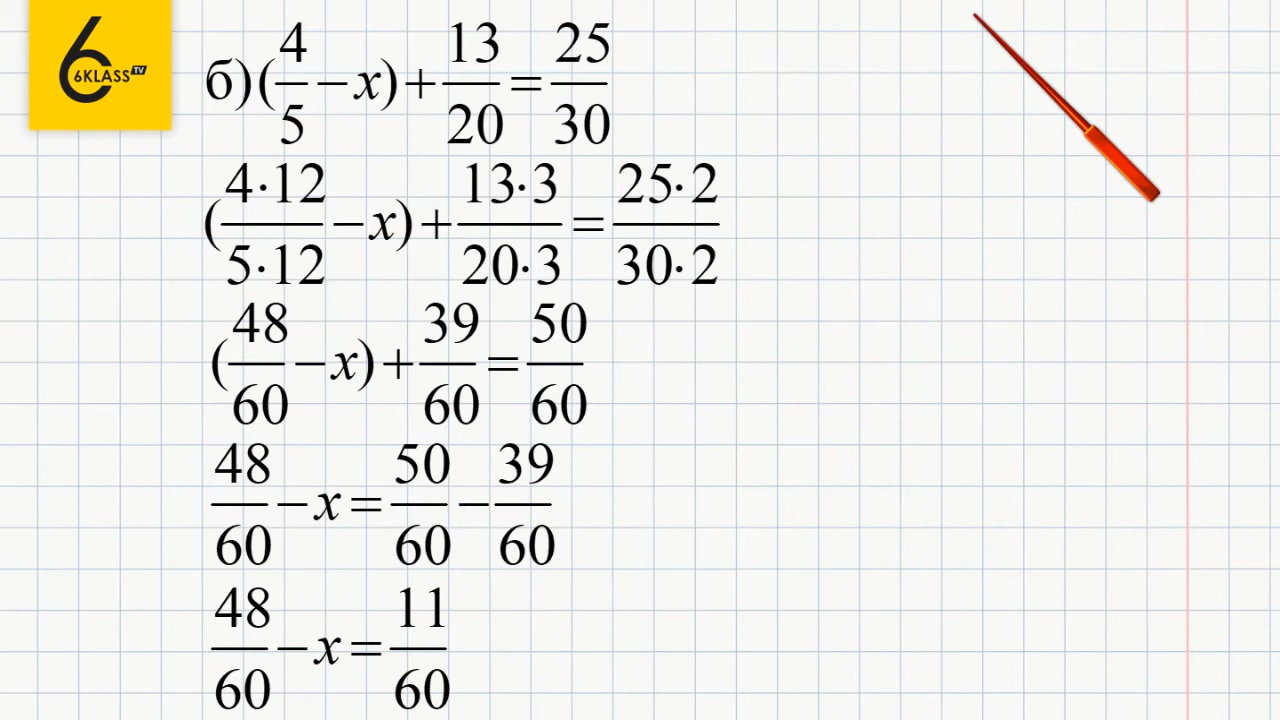 6KLASS TV
б) (4/5 − x) + 13/20 = 25/30
(4·12/5·12 − x) + 13·3/20·3 = 25·2/30·2
(48/60 − x) + 39/60 = 50/60
48/60 − x = 50/60 − 39/60
48/60 − x = 11/60